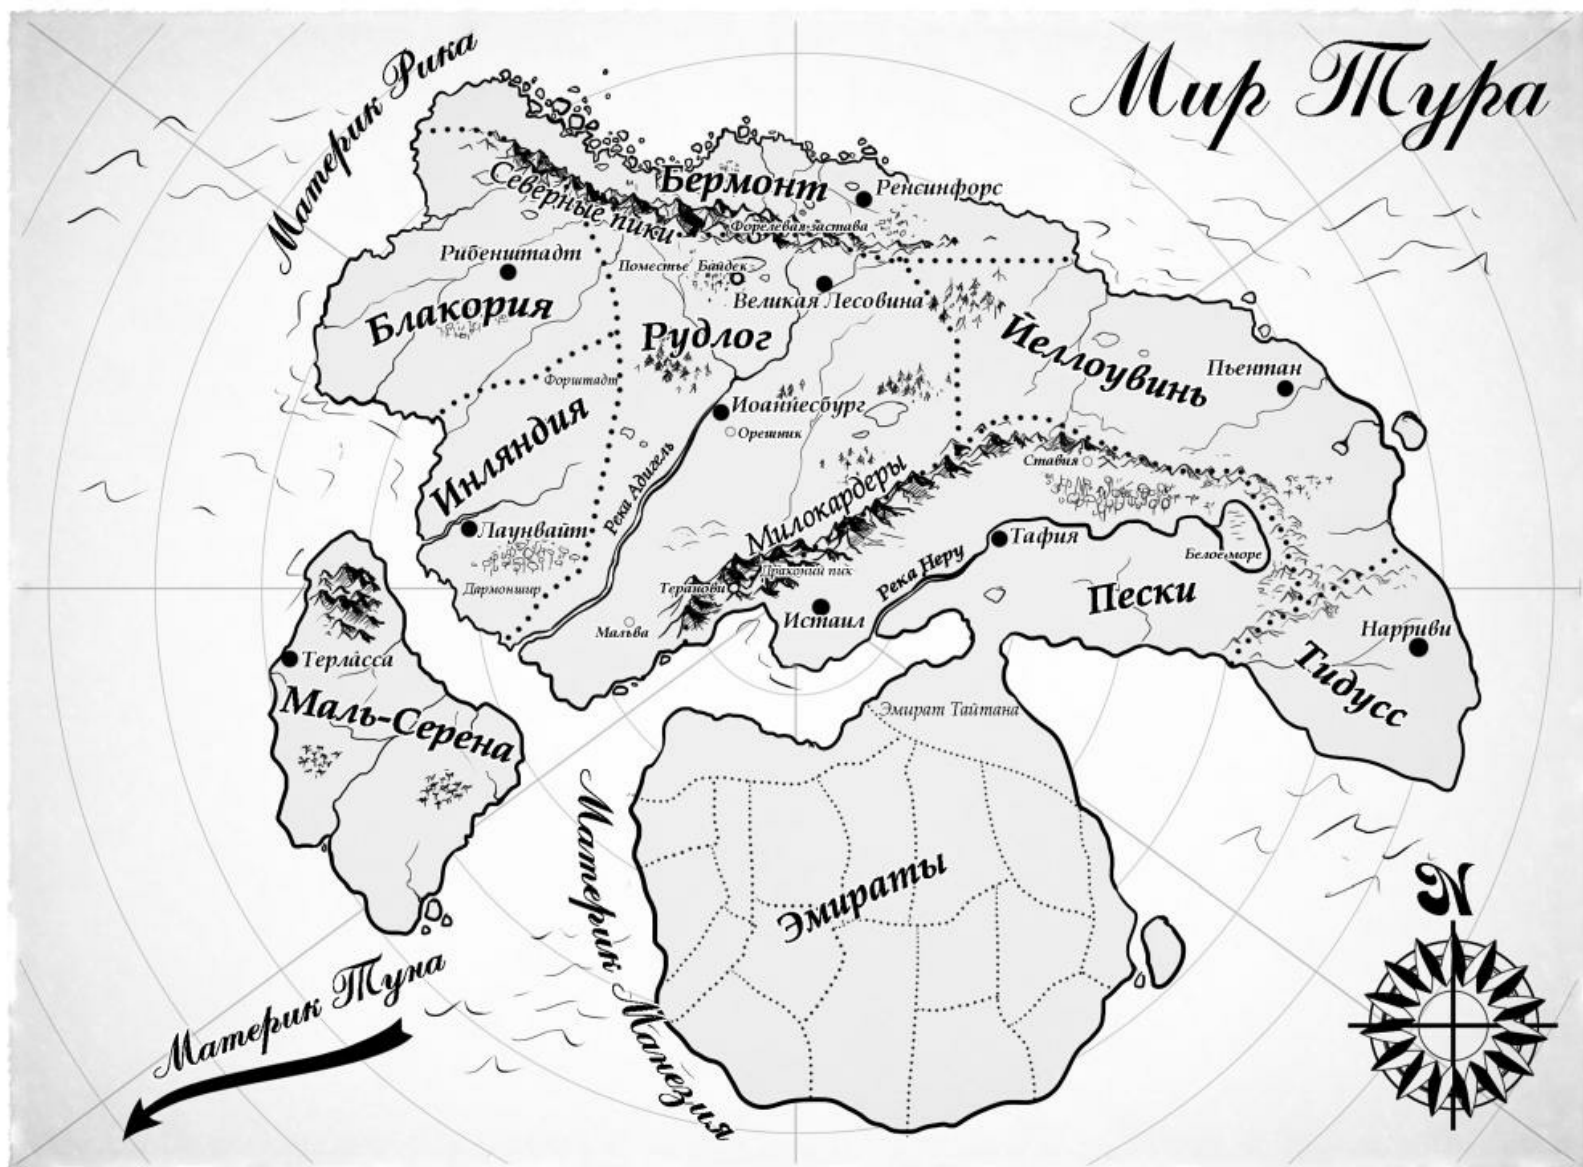 Мир Тура
Материк Рика
Бермонт
Ренсинфорс
Северные пики
Форелевая застава
Рибенштадт
Поместье Байдек
Великая Лесовина
Блакория
Рудлог
Йеллоувинь
Пьентан
Форштадт
Иоаннесбург
Орешник
Инляндия
Река Адигель
Милокардеры
Ставия
Лаунвайт
Тафия
Белое море
Река Неру
Драконий пик
Теранови
Дармоншир
Пески
Истаил
Мальва
Нарриви
Тидусс
Терласса
Маль-Серена
Эмират Тайтана
Материк Манезия
Эмираты
N
Материк Туна